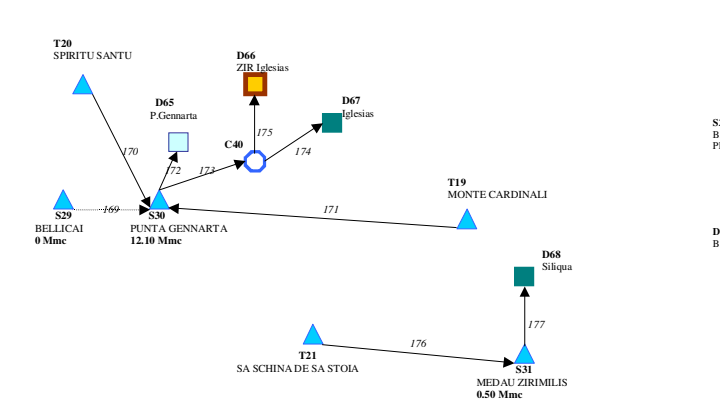 T20
SPIRITU SANTU
D66
ZIR Iglesias
D65
P.Gennarta
D67
Iglesias
C40
175
174
170
172
173
T19
MONTE CARDINALI
S29
BELLICAI
0 Mmc
169
S30
PUNTA GENNARTA
12.10 Mmc
171
D68
Siliqua
177
T21
SA SCHINA DE SA STOIA
176
S31
MEDAU ZIRIMILIS
0.50 Mmc
D
B